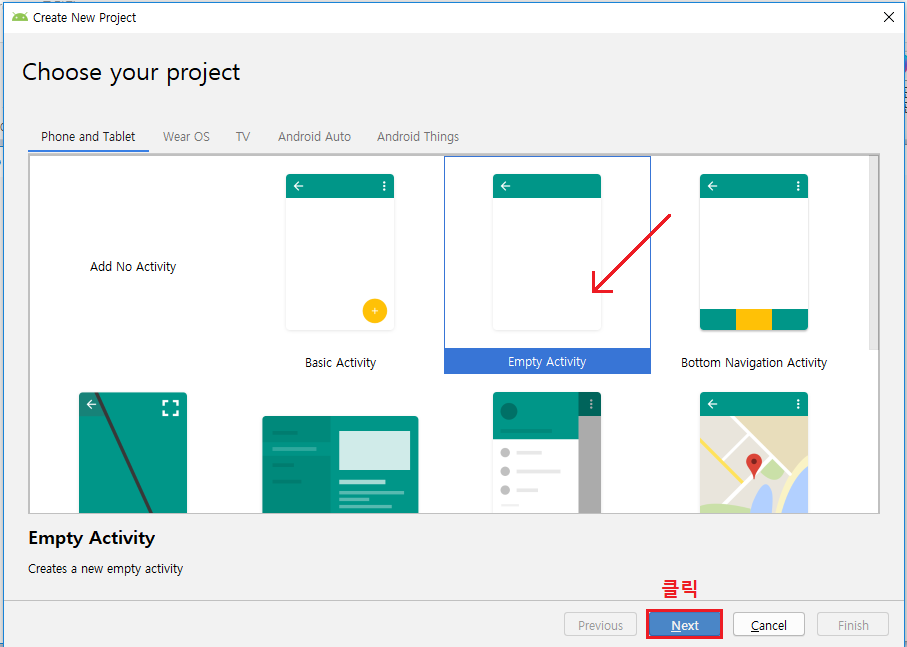 Create New Project
Choose your project
Phone and Tablet Wear OS TV Android Auto Android Things
Add No Activity
Basic Activity Empty Activity Bottom Navigation Activity
Empty Activity
Creates a new empty activity
클릭
Previous Next Cancel Finish